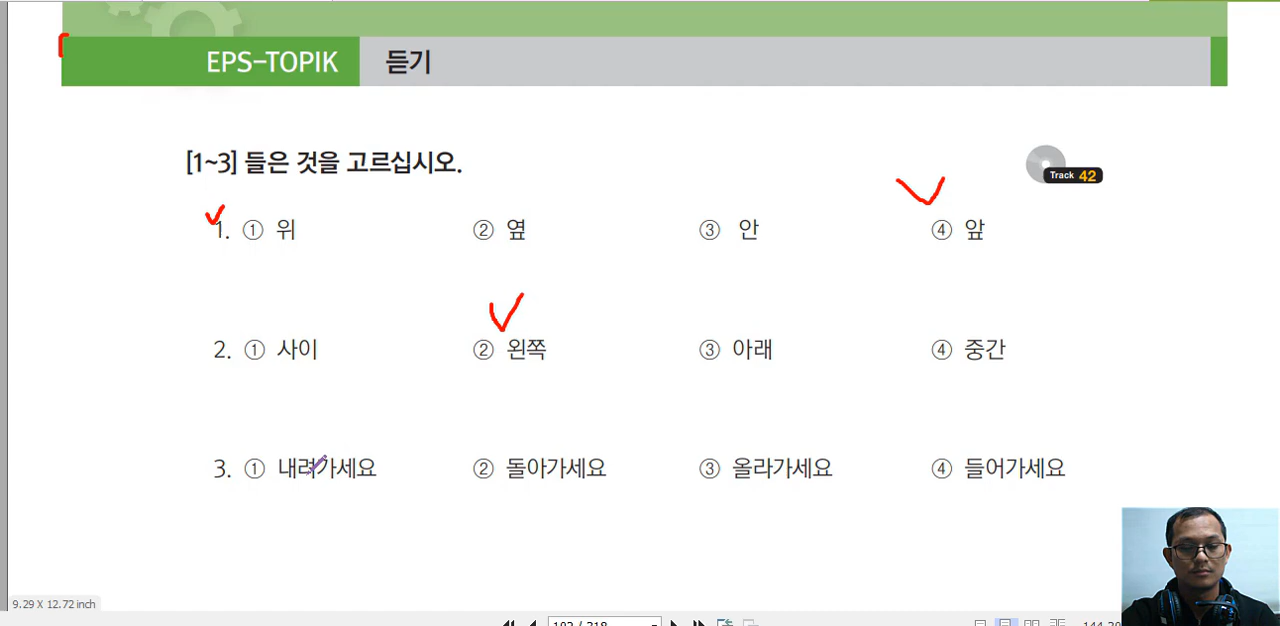 EPS-TOPIK 듣기
[1~3] 들은 것을 고르십시오.
Track 42
1. ① 위 ② 옆 ③ 안 ④ 앞
2. ① 사이 ② 왼쪽 ③ 아래 ④ 중간
3. ① 내려가세요 ② 돌아가세요 ③ 올라가세요 ④ 들어가세요
9.29 X 12.72 inch